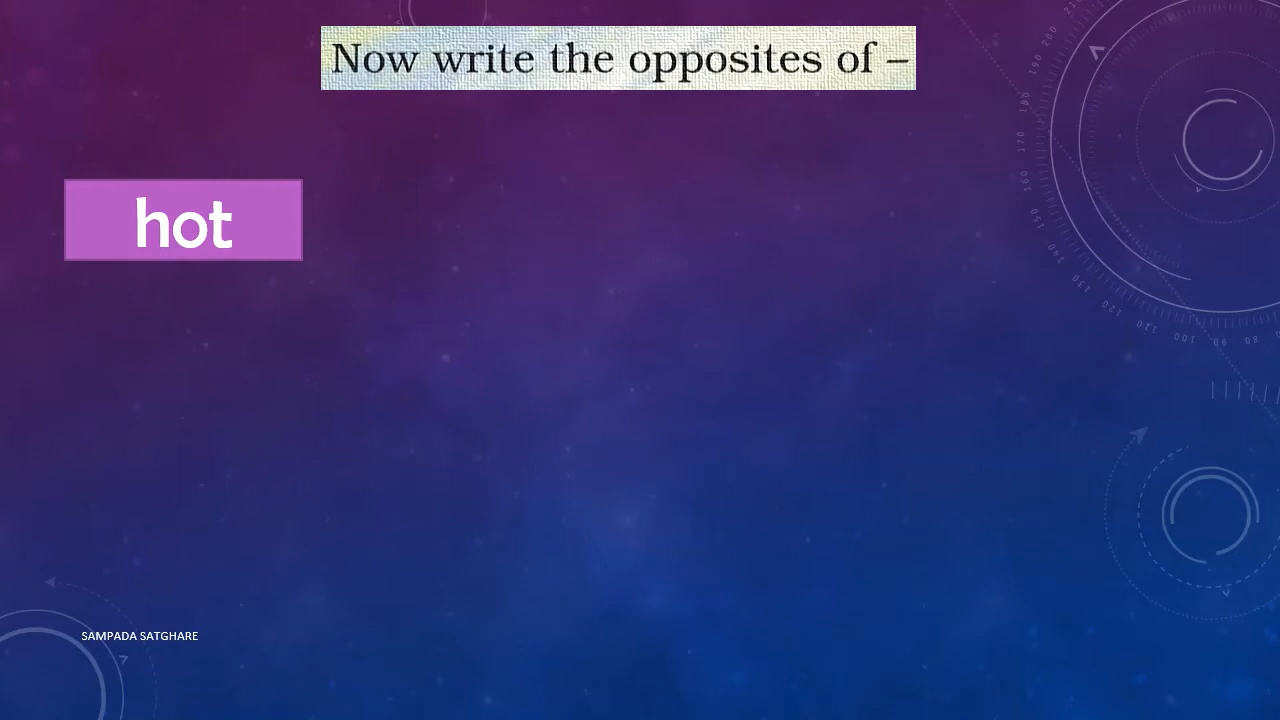 Now write the opposites of –
hot
SAMPADA SATGHARE